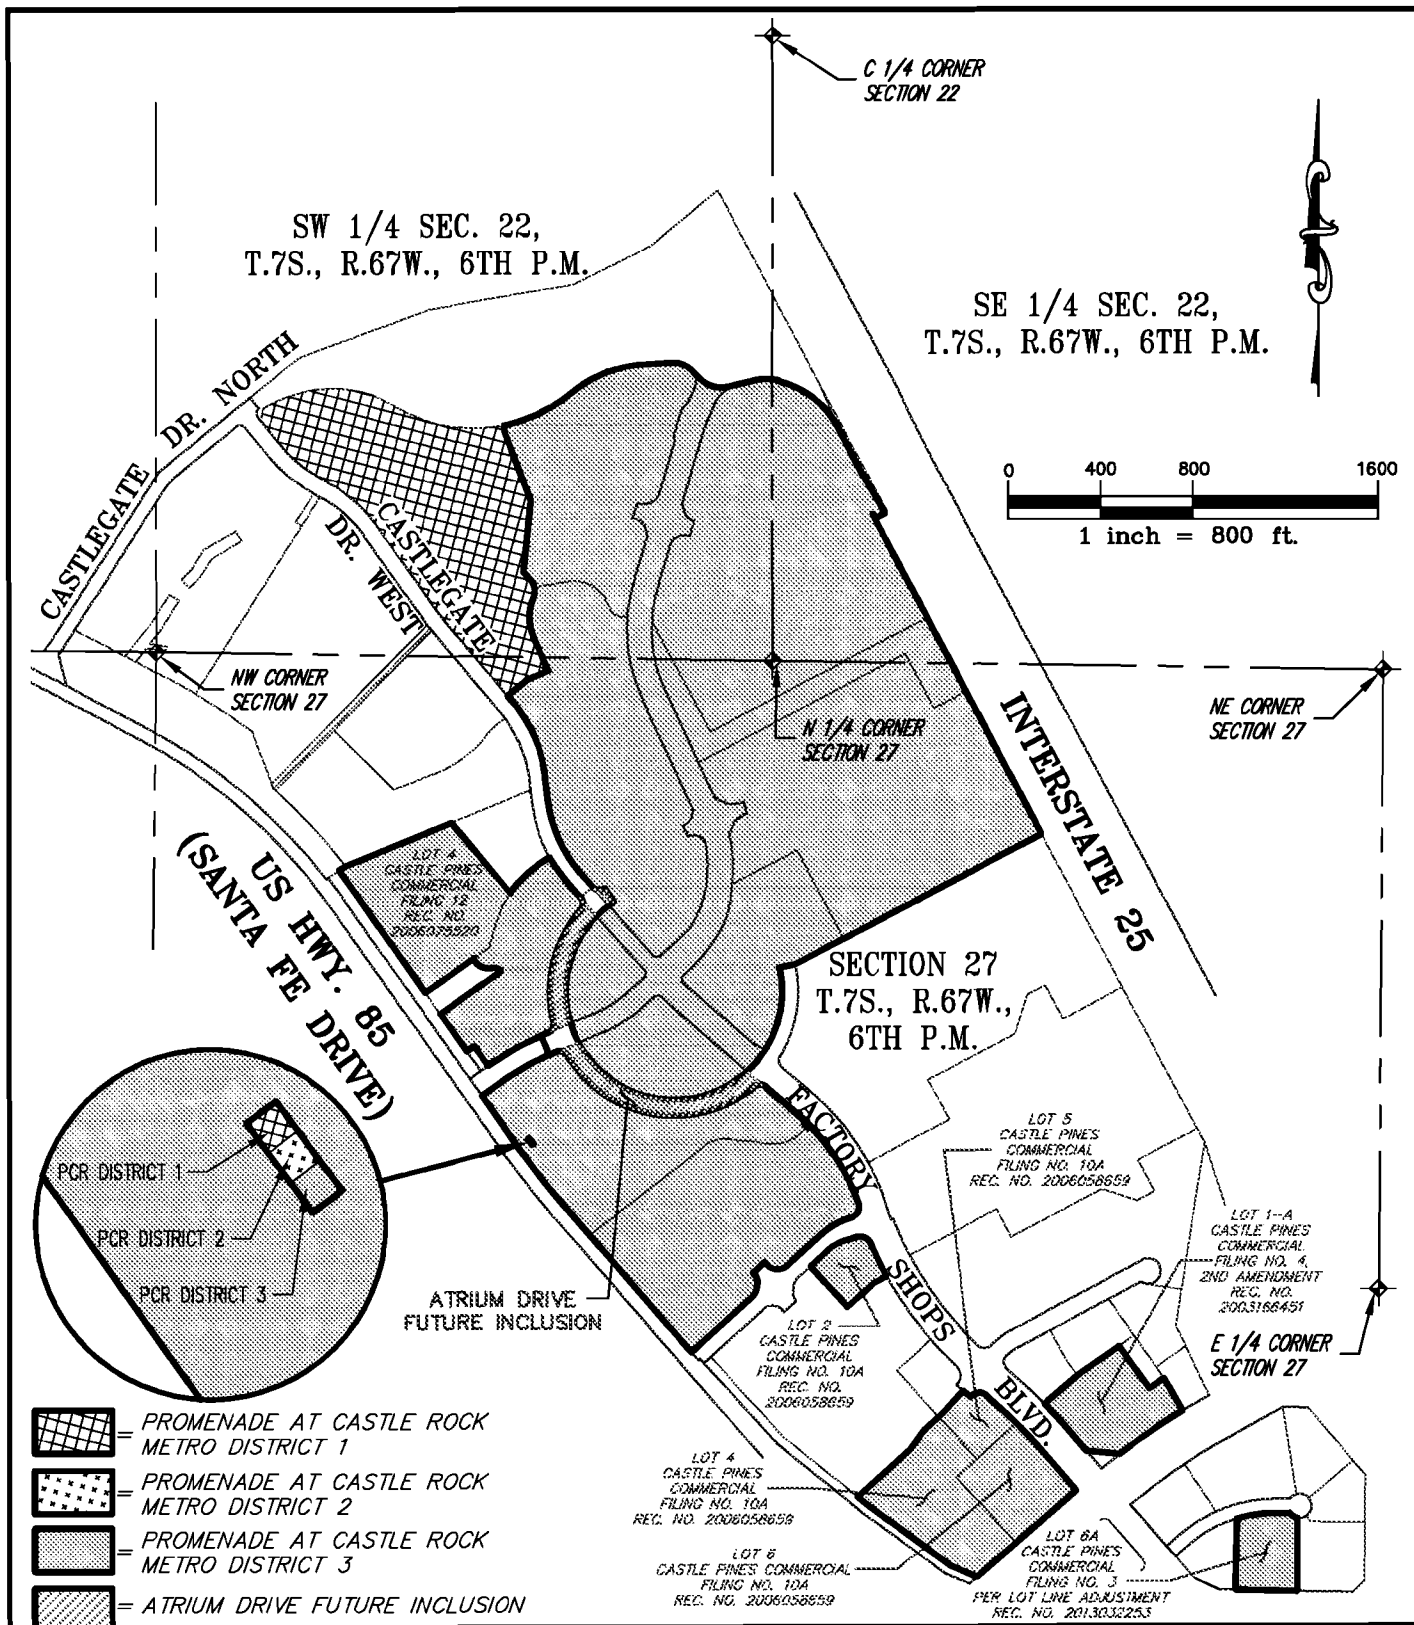 C 1/4 CORNER
SECTION 22
SW 1/4 SEC. 22,
T.7S., R.67W., 6TH P.M.
SE 1/4 SEC. 22,
T.7S., R.67W., 6TH P.M.
CASTLEGATE DR. NORTH
CASTLEGATE
DR. WEST
0 400 800 1600
1 inch = 800 ft.
NW CORNER
SECTION 27
N 1/4 CORNER
SECTION 27
NE CORNER
SECTION 27
INTERSTATE 25
US HWY. 85
(SANTA FE DRIVE)
LOT 4
CASTLE PINES
COMMERCIAL
FILING 12
REC. NO.
2006075520
SECTION 27
T.7S., R.67W.,
6TH P.M.
FACTORY SHOPS BLVD.
LOT 5
CASTLE PINES
COMMERCIAL
FILING NO. 10A
REC. NO. 2006058659
LOT 1-A
CASTLE PINES
COMMERCIAL
FILING NO. 4,
2ND AMENDMENT
REC. NO.
2003166451
PCR DISTRICT 1
PCR DISTRICT 2
PCR DISTRICT 3
ATRIUM DRIVE
FUTURE INCLUSION
LOT 2
CASTLE PINES
COMMERCIAL
FILING NO. 10A
REC. NO.
2006058659
E 1/4 CORNER
SECTION 27
LOT 4
CASTLE PINES
COMMERCIAL
FILING NO. 10A
REC. NO. 2006058659
LOT 6
CASTLE PINES COMMERCIAL
FILING NO. 10A
REC. NO. 2006058659
LOT 6A
CASTLE PINES
COMMERCIAL
FILING NO. 3
PER LOT LINE ADJUSTMENT
REC. NO. 2013032253
= PROMENADE AT CASTLE ROCK
METRO DISTRICT 1
= PROMENADE AT CASTLE ROCK
METRO DISTRICT 2
= PROMENADE AT CASTLE ROCK
METRO DISTRICT 3
= ATRIUM DRIVE FUTURE INCLUSION